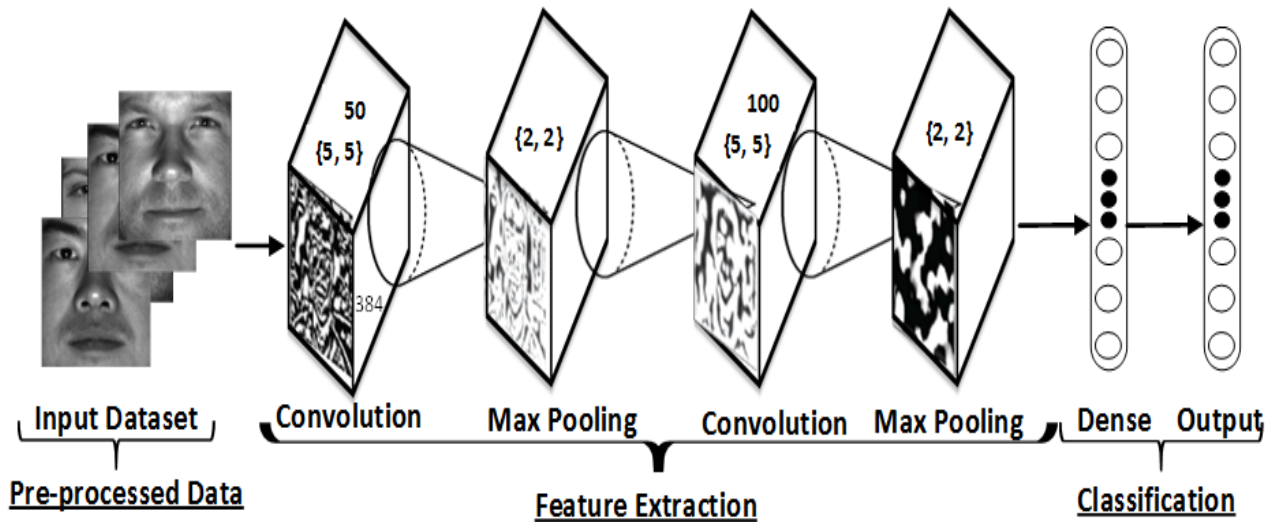 50
{5, 5}
{2, 2}
100
{5, 5}
{2, 2}
384
Input Dataset
Convolution
Max Pooling
Convolution
Max Pooling
Dense
Output
Pre-processed Data
Feature Extraction
Classification